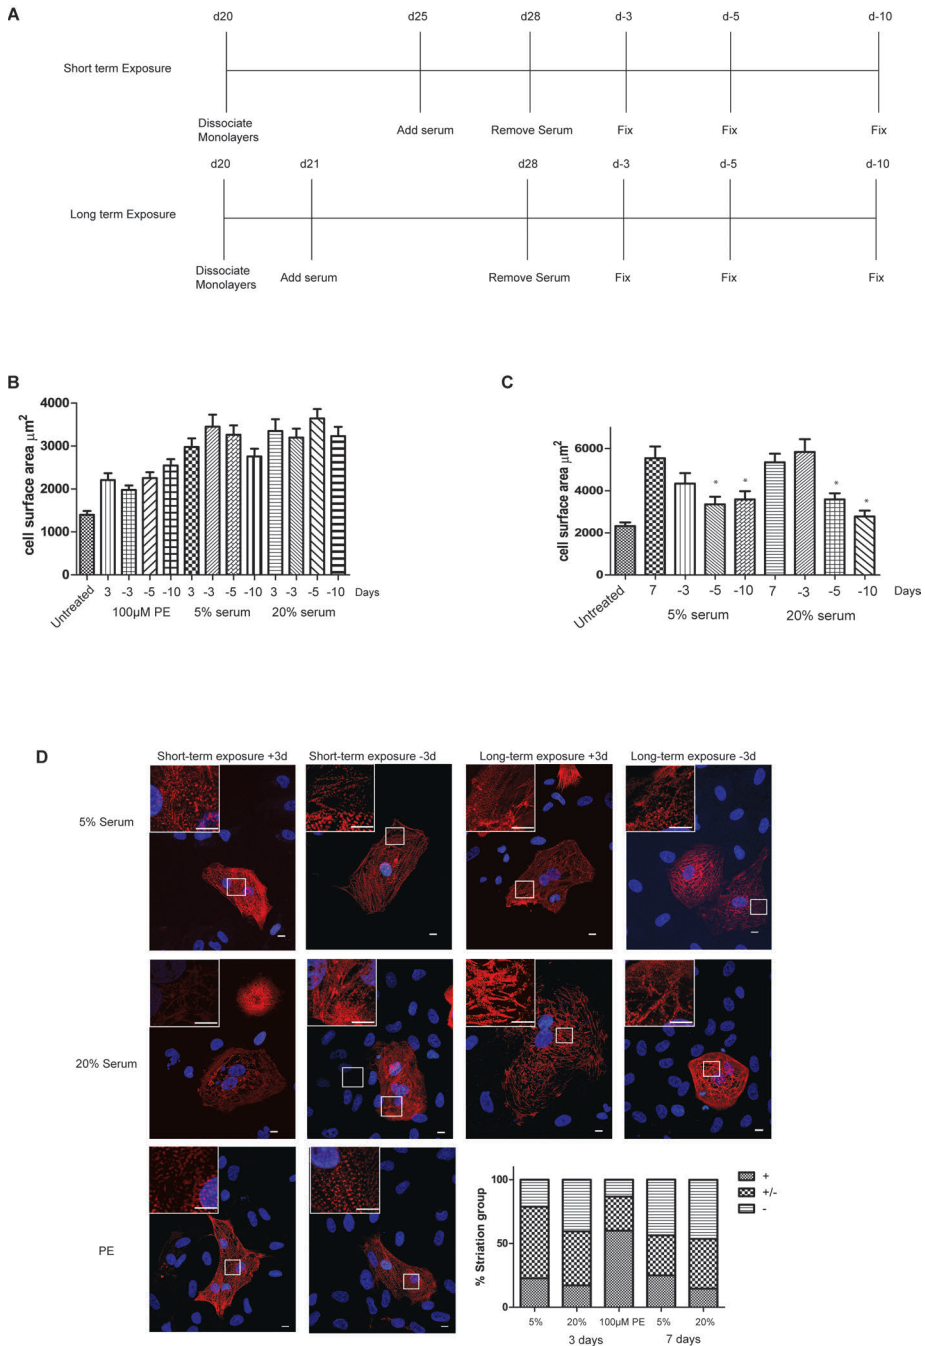 A
d20 d25 d28 d-3 d-5 d-10
Short term Exposure
Dissociate
Monolayers
Add serum Remove Serum Fix Fix Fix
d20 d21 d28 d-3 d-5 d-10
Long term Exposure
Dissociate
Monolayers
Add serum Remove Serum Fix Fix Fix
B
cell surface area µm²
4000
3000
2000
1000
0
Untreated 3 -3 -5 -10 3 -3 -5 -10 3 -3 -5 -10 Days
100µM PE 5% serum 20% serum
C
cell surface area µm²
6000
4000
2000
0
* * * *
Untreated 7 -3 -5 -10 7 -3 -5 -10 Days
5% serum 20% serum
D
Short-term exposure +3d Short-term exposure -3d Long-term exposure +3d Long-term exposure -3d
5% Serum
20% Serum
PE
% Striation group
100
50
0
+
+/-
-
5% 20% 100µM PE 5% 20%
3 days 7 days